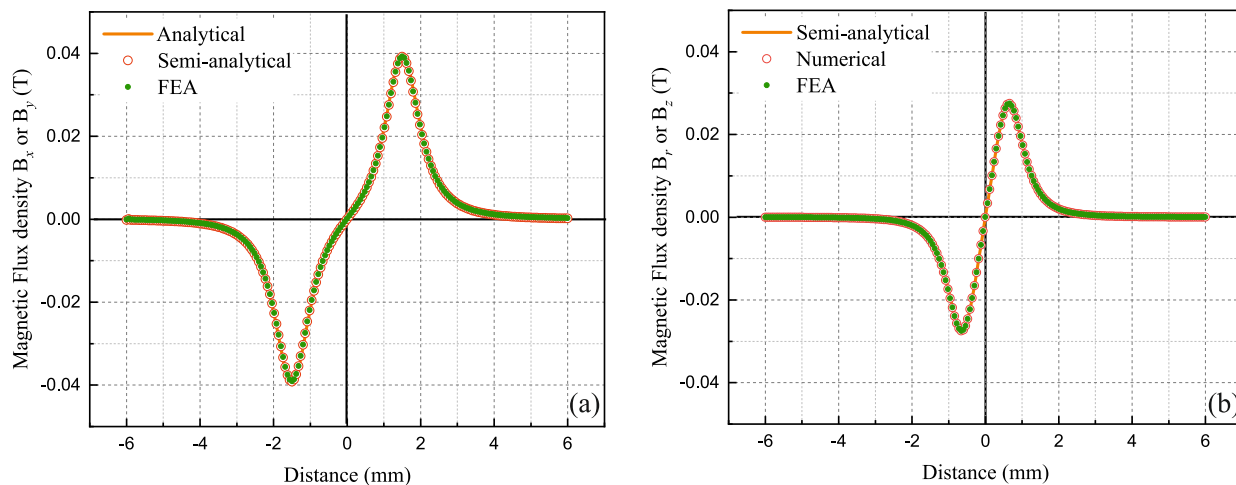 Analytical
Semi-analytical
FEA
0.04
0.02
0.00
-0.02
-0.04
Magnetic Flux density Bx or By (T)
-6 -4 -2 0 2 4 6
Distance (mm)
(a)
Semi-analytical
Numerical
FEA
0.04
0.02
0.00
-0.02
-0.04
Magnetic Flux density Br or Bz (T)
-6 -4 -2 0 2 4 6
Distance (mm)
(b)